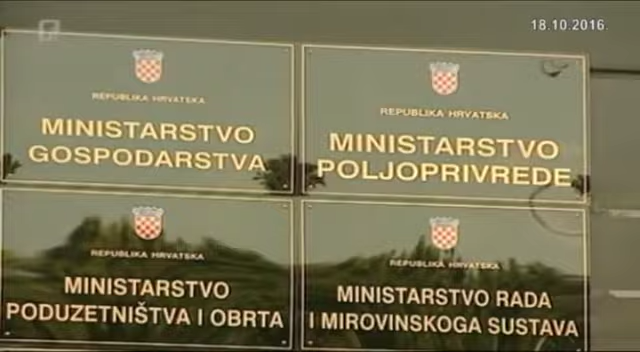 18.10.2016.
REPUBLIKA HRVATSKA
MINISTARSTVO
GOSPODARSTVA
REPUBLIKA HRVATSKA
MINISTARSTVO
POLJOPRIVREDE
REPUBLIKA HRVATSKA
MINISTARSTVO
PODUZETNIŠTVA I OBRTA
REPUBLIKA HRVATSKA
MINISTARSTVO RADA
I MIROVINSKOGA SUSTAVA